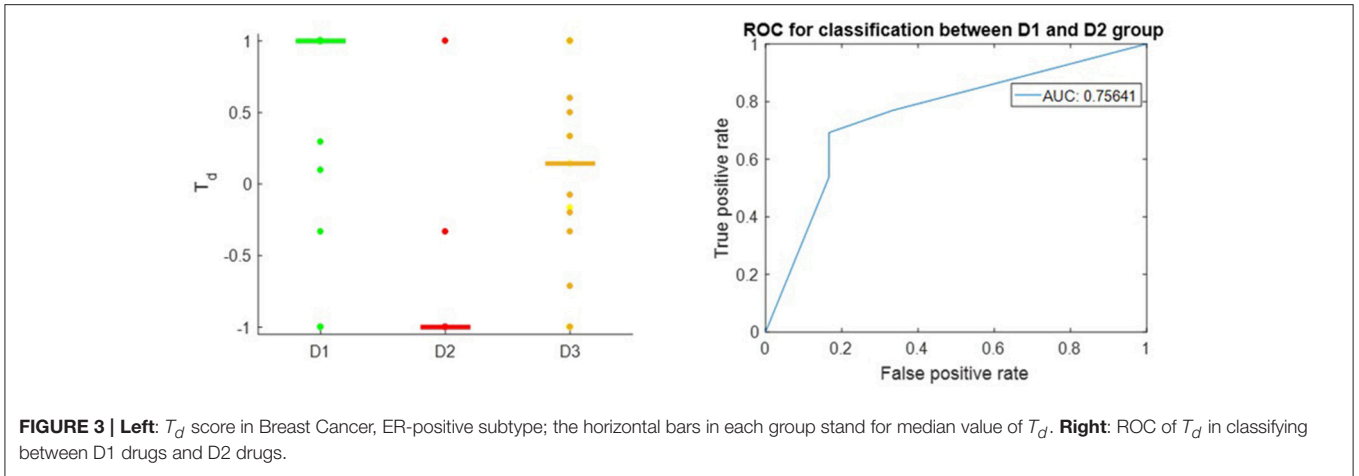 1
0.5
0
-0.5
-1
T_d
D1
D2
D3
ROC for classification between D1 and D2 group
1
0.8
0.6
0.4
0.2
0
True positive rate
AUC: 0.75641
0
0.2
0.4
0.6
0.8
1
False positive rate
FIGURE 3 | Left: T_d score in Breast Cancer, ER-positive subtype; the horizontal bars in each group stand for median value of T_d. Right: ROC of T_d in classifying
between D1 drugs and D2 drugs.